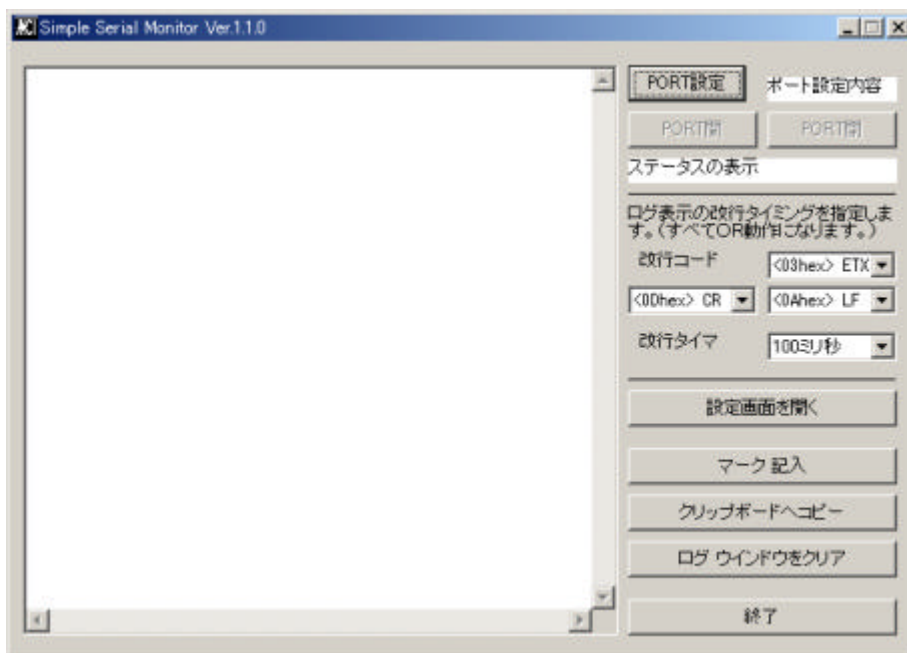 Simple Serial Monitor Ver.1.1.0
PORT設定
ポート設定内容
PORT開
PORT閉
ステータスの表示
ログ表示の改行タイミングを指定しま
す。(すべてOR動作になります。)
改行コード
<03hex> ETX
<0Dhex> CR
<0Ahex> LF
改行タイマ
100ミリ秒
設定画面を開く
マーク 記入
クリップボードへコピー
ログ ウインドウをクリア
終了